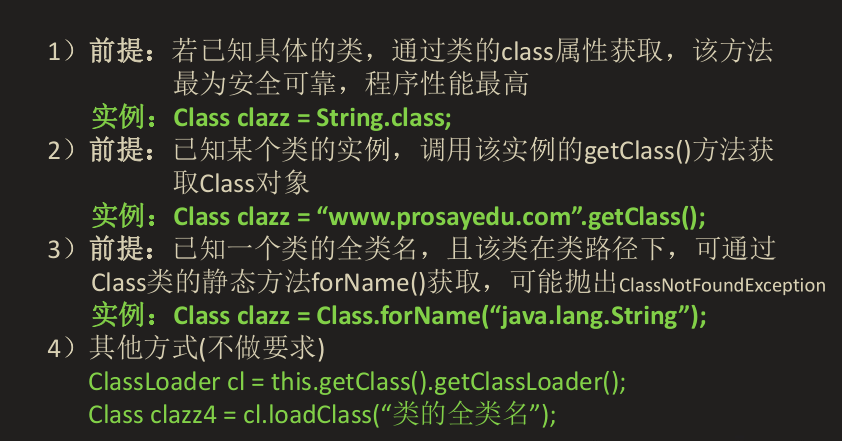 1）前提：若已知具体的类，通过类的class属性获取，该方法
最为安全可靠，程序性能最高
实例：Class clazz = String.class;
2）前提：已知某个类的实例，调用该实例的getClass()方法获
取Class对象
实例：Class clazz = “www.prosayedu.com”.getClass();
3）前提：已知一个类的全类名，且该类在类路径下，可通过
Class类的静态方法forName()获取，可能抛出ClassNotFoundException
实例：Class clazz = Class.forName(“java.lang.String”);
4）其他方式(不做要求)
ClassLoader cl = this.getClass().getClassLoader();
Class clazz4 = cl.loadClass(“类的全类名”);